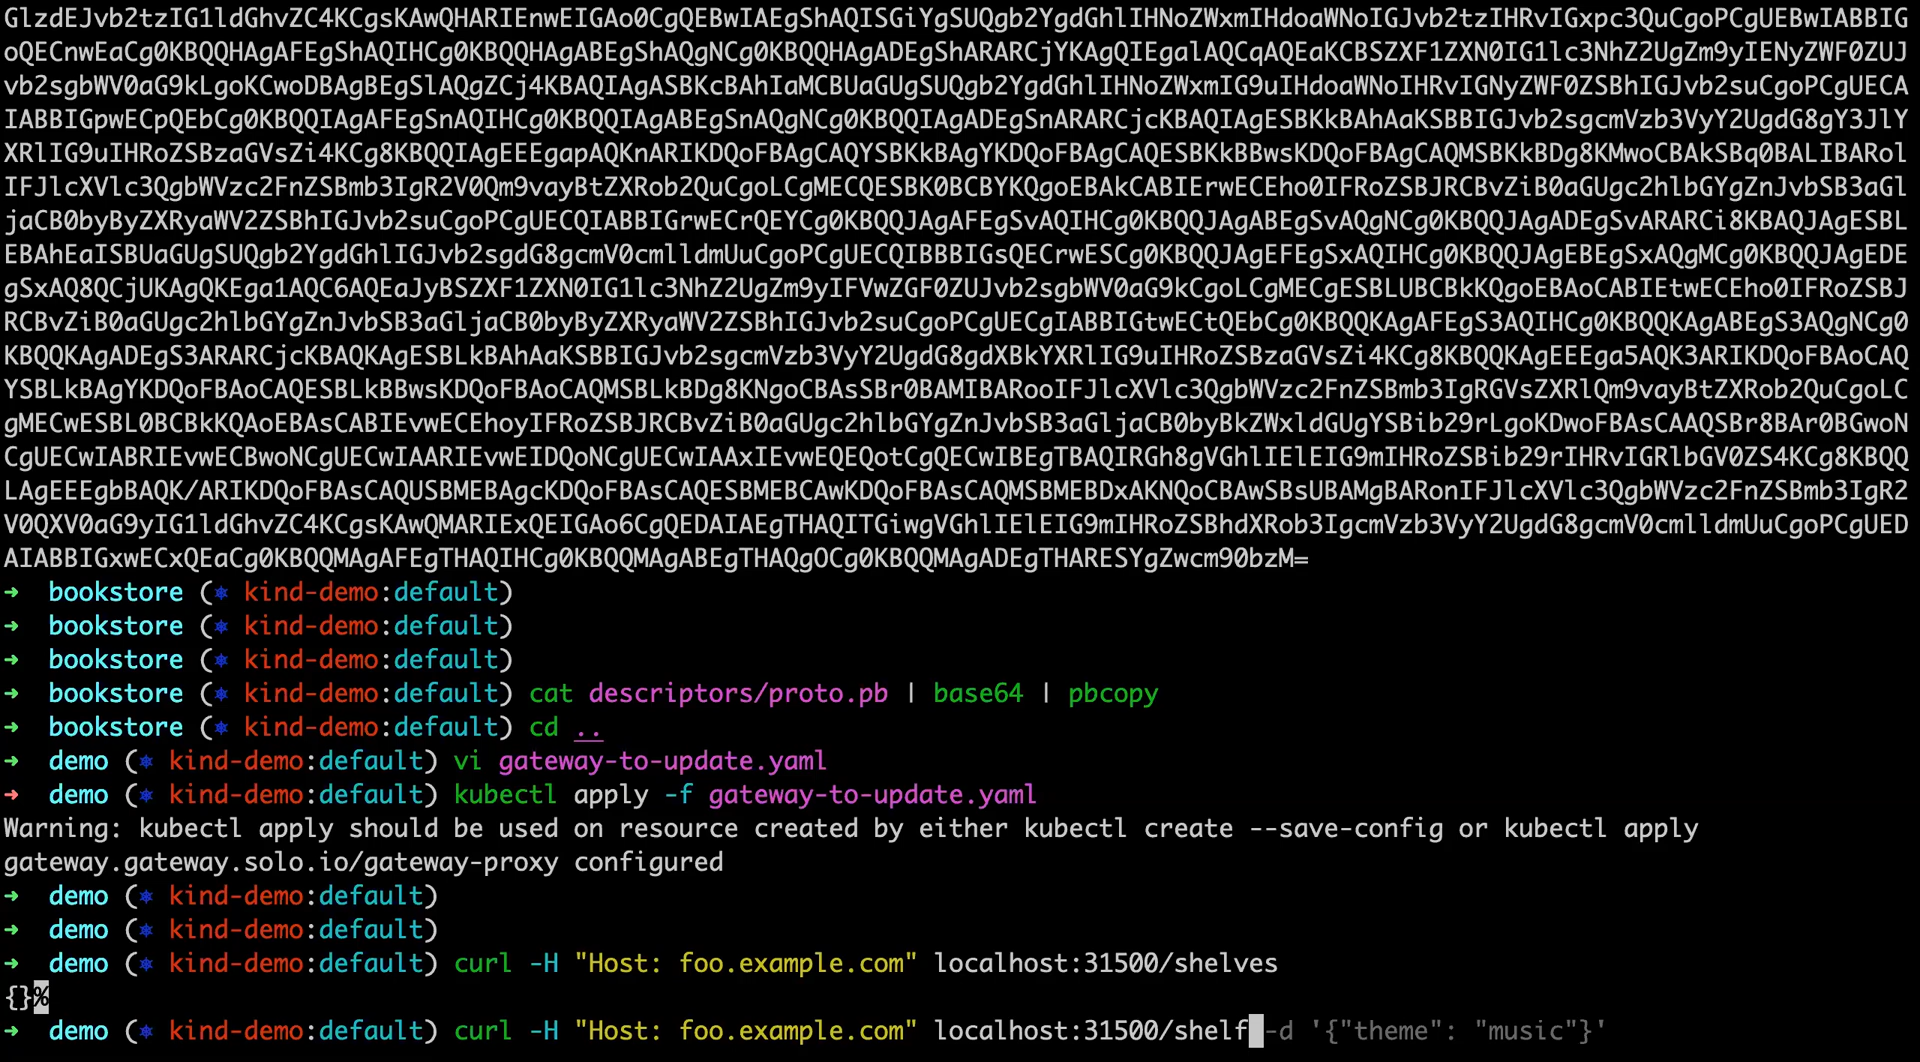 GlzdEJvb2tzIG1ldGhvZC4KCgsKAwQHARIEnwEIGAo0CgQEBwIAEgShAQISGiYgSUQgb2YgdGhlIHNoZWxmIHdoaWNoIGJvb2tzIHRvIGxpc3QuCgoPCgUEBwIABBIG
oQECnwEaCg0KBQQHAgAFEgShAQIHCg0KBQQHAgABEgShAQgNCg0KBQQHAgADEgShARARCjYKAgQIEgalAQCqAQEaKCBSZXF1ZXN0IG1lc3NhZ2UgZm9yIENyZWF0ZUJ
vb2sgbWV0aG9kLgoKCwoDBAgBEgSlAQgZCj4KBAQIAgASBKcBAhIaMCBUaGUgSUQgb2YgdGhlIHNoZWxmIG9uIHdoaWNoIHRvIGNyZWF0ZSBhIGJvb2suCgoPCgUECA
IABBIGpwECpQEbCg0KBQQIAgAFEgSnAQIHCg0KBQQIAgABEgSnAQgNCg0KBQQIAgADEgSnARARCjcKBAQIAgESBKkBAhAaKSBBIGJvb2sgcmVzb3VyY2UgdG8gY3JlY
XRlIG9uIHRoZSBzaGVsZi4KCg8KBQQIAgEEEgapAQKnARIKDQoFBAgCAQYSBKkBAgYKDQoFBAgCAQESBKkBBwsKDQoFBAgCAQMSBKkBDg8KMwoCBAkSBq0BALIBARol
IFJlcXVlc3QgbWVzc2FnZSBmb3IgR2V0Qm9vayBtZXRob2QuCgoLCgMECQESBK0BCBYKQgoEBAkCABIErwECEho0IFRoZSBJRCBvZiB0aGUgc2hlbGYgZnJvbSB3aGl
jaCB0byByZXRyaWV2ZSBhIGJvb2suCgoPCgUECQIABBIGrwECrQEYCg0KBQQJAgAFEgSvAQIHCg0KBQQJAgABEgSvAQgNCg0KBQQJAgADEgSvARARCi8KBAQJAgESBL
EBAhEaISBUaGUgSUQgb2YgdGhlIGJvb2sgdG8gcmV0cmlldmUuCgoPCgUECQIBBBIGsQECrwESCg0KBQQJAgEFEgSxAQIHCg0KBQQJAgEBEgSxAQgMCg0KBQQJAgEDE
gSxAQ8QCjUKAgQKEga1AQC6AQEaJyBSZXF1ZXN0IG1lc3NhZ2UgZm9yIFVwZGF0ZUJvb2sgbWV0aG9kCgoLCgMECgESBLUBCBkKQgoEBAoCABIEtwECEho0IFRoZSBJ
RCBvZiB0aGUgc2hlbGYgZnJvbSB3aGljaCB0byByZXRyaWV2ZSBhIGJvb2suCgoPCgUECgIABBIGtwECtQEbCg0KBQQKAgAFEgS3AQIHCg0KBQQKAgABEgS3AQgNCg0
KBQQKAgADEgS3ARARCjcKBAQKAgESBLkBAhAaKSBBIGJvb2sgcmVzb3VyY2UgdG8gdXBkYXRlIG9uIHRoZSBzaGVsZi4KCg8KBQQKAgEEEga5AQK3ARIKDQoFBAoCAQ
YSBLkBAgYKDQoFBAoCAQESBLkBBwsKDQoFBAoCAQMSBLkBDg8KNgoCBAsSBr0BAMIBARooIFJlcXVlc3QgbWVzc2FnZSBmb3IgRGVsZXRlQm9vayBtZXRob2QuCgoLC
gMECwESBL0BCBkKQAoEBAsCABIEvwECEhoyIFRoZSBJRCBvZiB0aGUgc2hlbGYgZnJvbSB3aGljaCB0byBkZWxldGUgYSBib29rLgoKDwoFBAsCAAQSBr8BAr0BGwoN
CgUECwIABRIEvwECBwoNCgUECwIAARIEvwEIDQoNCgUECwIAAxIEvwEQEQotCgQECwIBEgTBAQIRGh8gVGhlIElEIG9mIHRoZSBib29rIHRvIGRlbGV0ZS4KCg8KBQQ
LAgEEEgbBAQK/ARIKDQoFBAsCAQUSBMEBAgcKDQoFBAsCAQESBMEBCAwKDQoFBAsCAQMSBMEBDxAKNQoCBAwSBsUBAMgBARonIFJlcXVlc3QgbWVzc2FnZSBmb3IgR2
V0QXV0aG9yIG1ldGhvZC4KCgsKAwQMARIExQEIGAo6CgQEDAIAEgTHAQITGiwgVGhlIElEIG9mIHRoZSBhdXRob3IgcmVzb3VyY2UgdG8gcmV0cmlldmUuCgoPCgUED
AIABBIGxwECxQEaCg0KBQQMAgAFEgTHAQIHCg0KBQQMAgABEgTHAQgOCg0KBQQMAgADEgTHARESYgZwcm90bzM=
➜ bookstore (⎈ kind-demo:default)
➜ bookstore (⎈ kind-demo:default)
➜ bookstore (⎈ kind-demo:default)
➜ bookstore (⎈ kind-demo:default) cat descriptors/proto.pb | base64 | pbcopy
➜ bookstore (⎈ kind-demo:default) cd ..
➜ demo (⎈ kind-demo:default) vi gateway-to-update.yaml
➜ demo (⎈ kind-demo:default) kubectl apply -f gateway-to-update.yaml
Warning: kubectl apply should be used on resource created by either kubectl create --save-config or kubectl apply
gateway.gateway.solo.io/gateway-proxy configured
➜ demo (⎈ kind-demo:default)
➜ demo (⎈ kind-demo:default)
➜ demo (⎈ kind-demo:default) curl -H "Host: foo.example.com" localhost:31500/shelves
{}%
➜ demo (⎈ kind-demo:default) curl -H "Host: foo.example.com" localhost:31500/shelf -d '{"theme": "music"}'